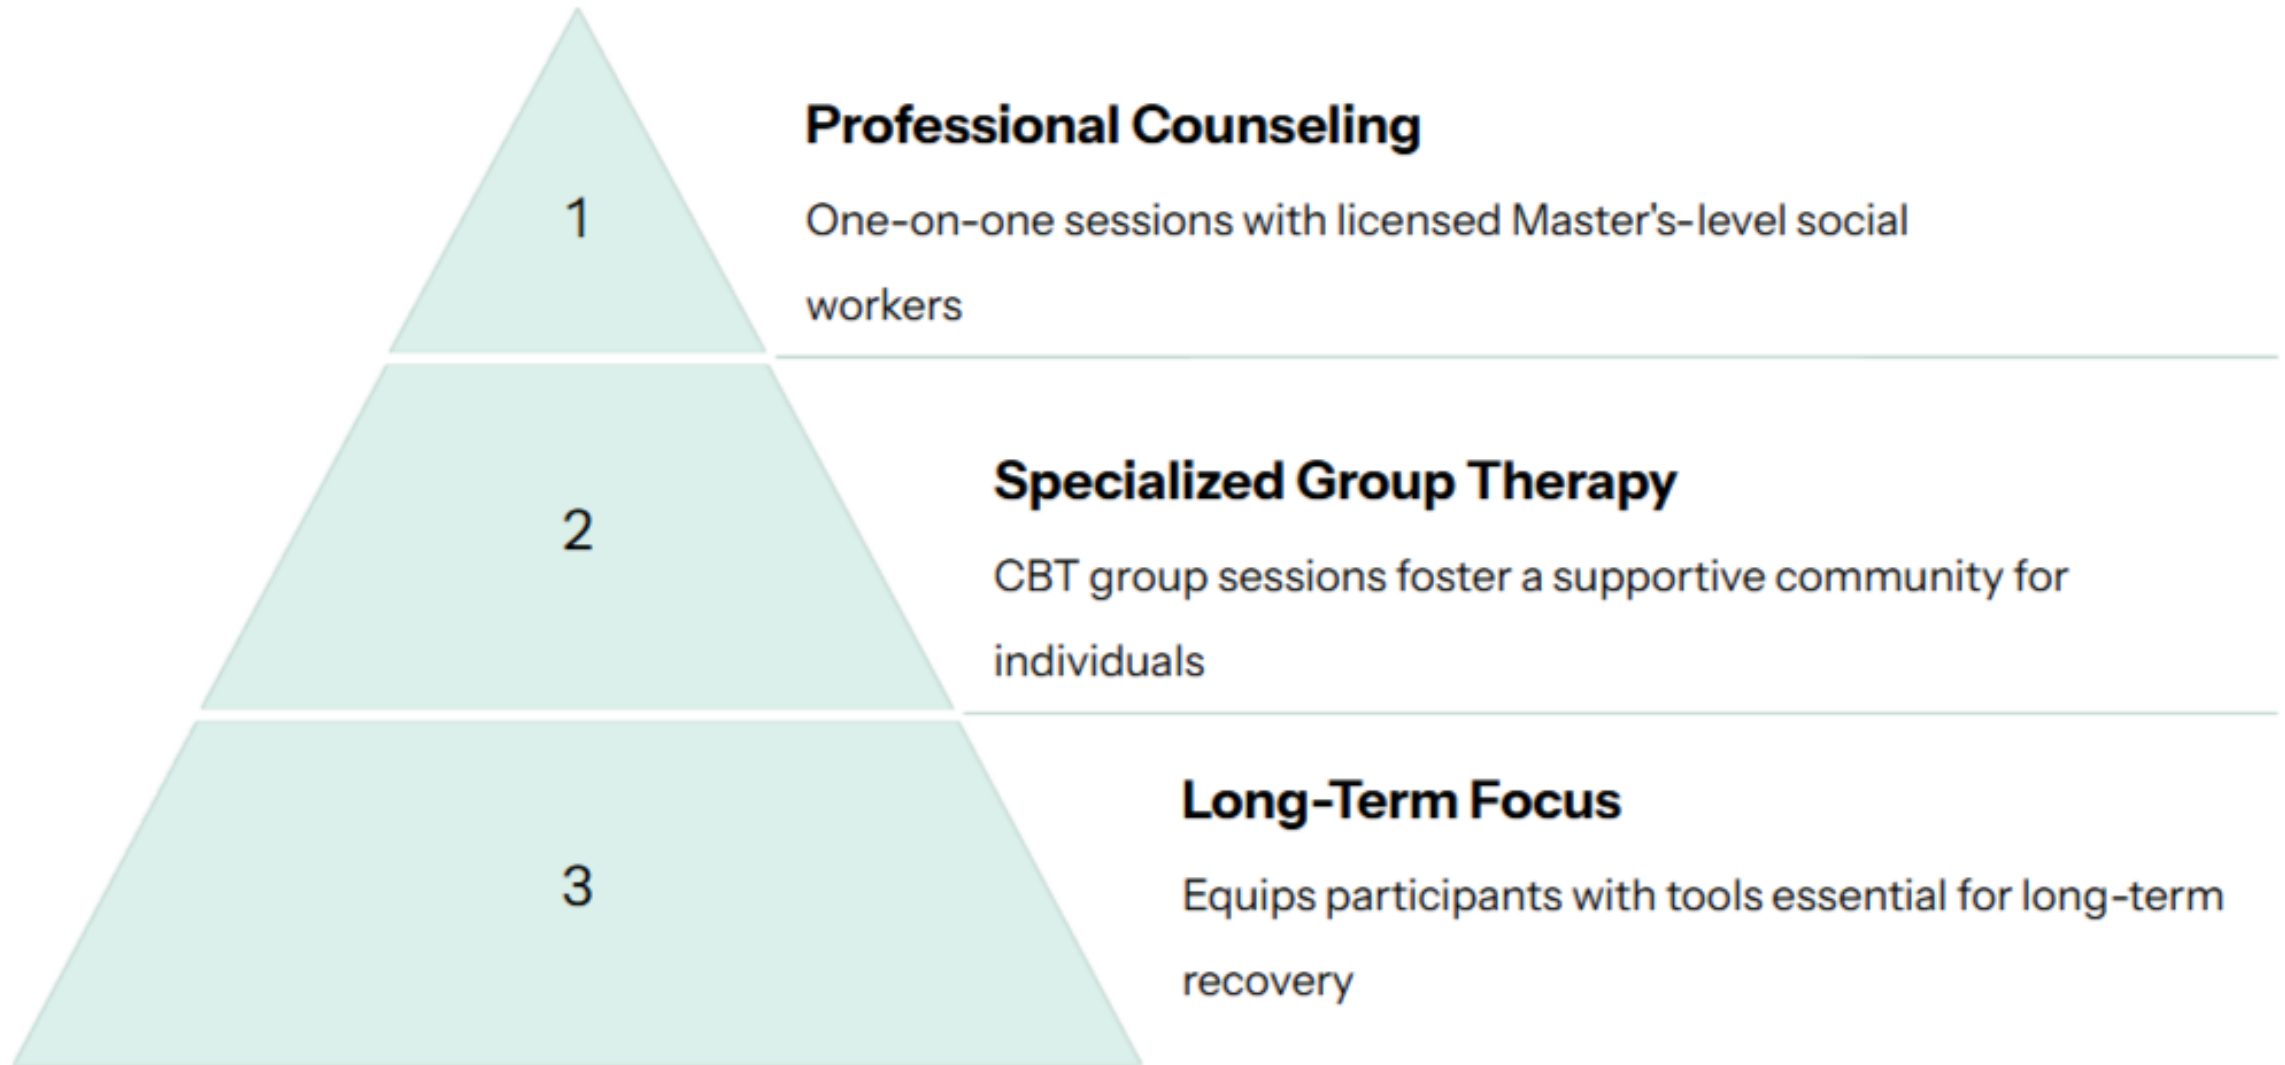 1
Professional Counseling
One-on-one sessions with licensed Master's-level social
workers
2
Specialized Group Therapy
CBT group sessions foster a supportive community for
individuals
3
Long-Term Focus
Equips participants with tools essential for long-term
recovery